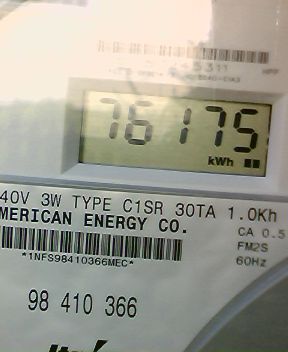 76175
kWh
40V 3W TYPE C1SR 30TA 1.0Kh
MERICAN ENERGY CO.
CA 0.5
FM2S
60Hz
*1NFS98410366MEC*
98 410 366